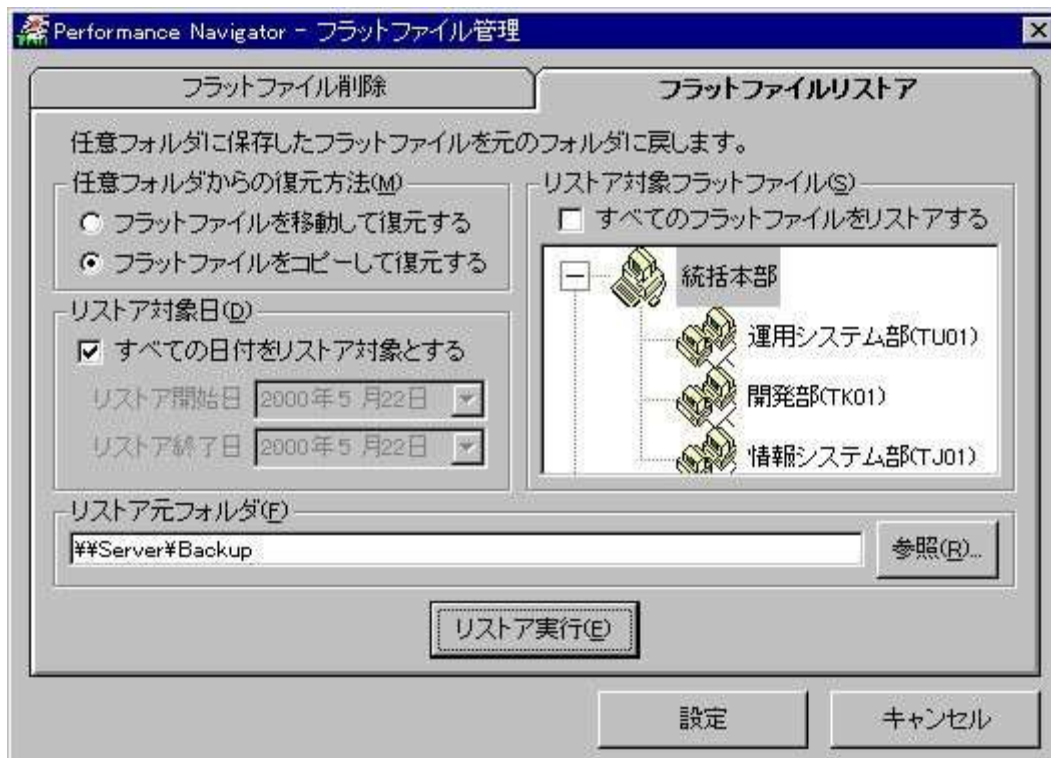 Performance Navigator - フラットファイル管理
フラットファイル削除
フラットファイルリストア
任意フォルダに保存したフラットファイルを元のフォルダに戻します。
任意フォルダからの復元方法(M)
フラットファイルを移動して復元する
フラットファイルをコピーして復元する
リストア対象日(D)
すべての日付をリストア対象とする
リストア開始日 2000年 5 月22日
リストア終了日 2000年 5 月22日
リストア対象フラットファイル(S)
すべてのフラットファイルをリストアする
統括本部
運用システム部(TU01)
開発部(TK01)
情報システム部(TJ01)
リストア元フォルダ(F)
¥¥Server¥Backup
参照(R)...
リストア実行(E)
設定
キャンセル